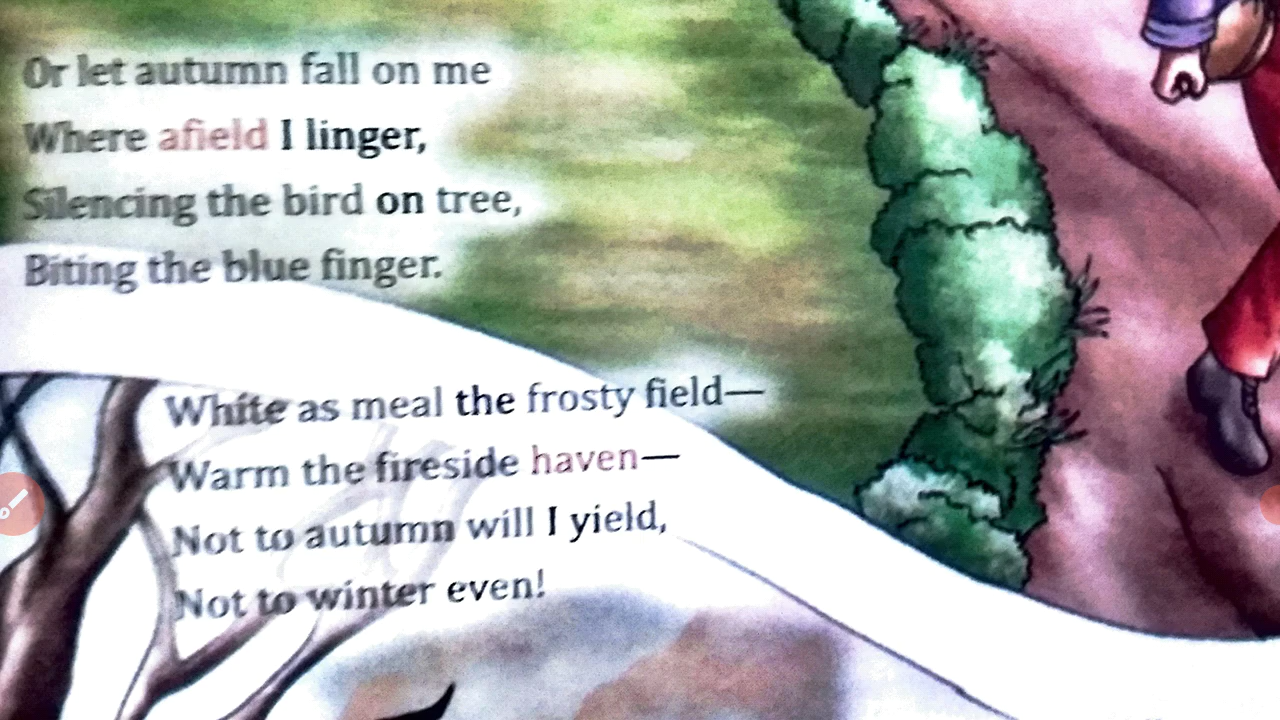 Or let autumn fall on me
Where afield I linger,
Silencing the bird on tree,
Biting the blue finger.
White as meal the frosty field—
Warm the fireside haven—
Not to autumn will I yield,
Not to winter even!